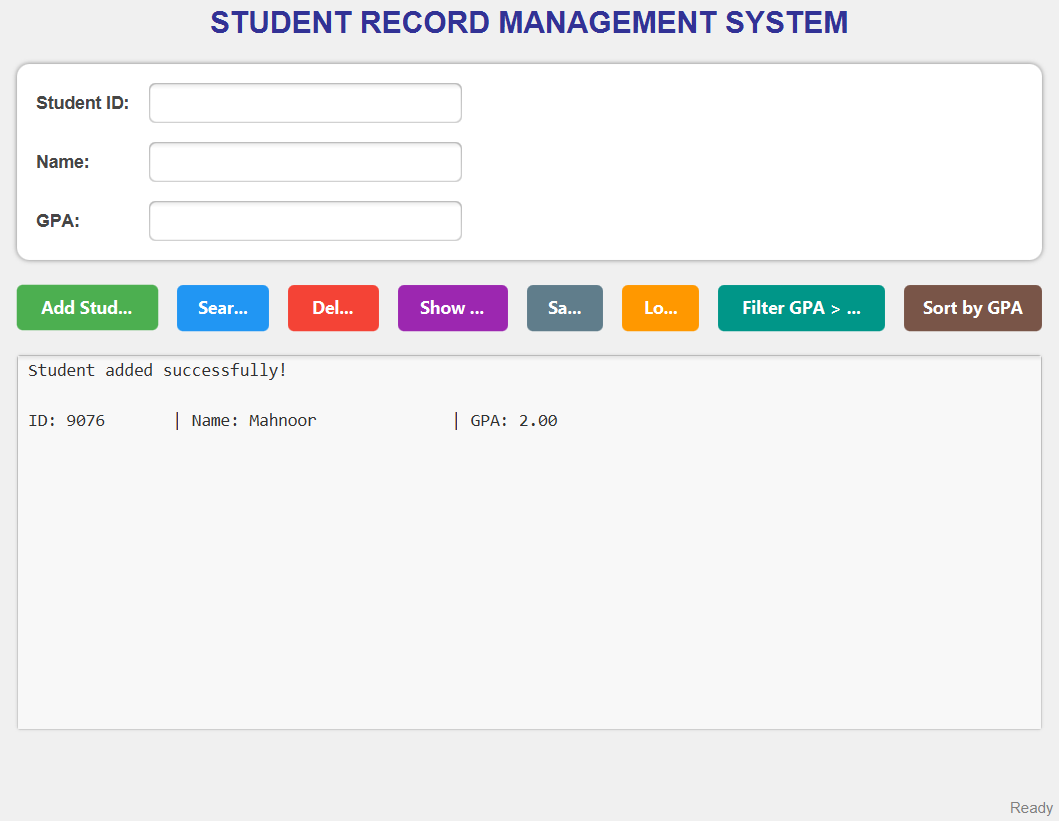 STUDENT RECORD MANAGEMENT SYSTEM
Student ID:
Name:
GPA:
Add Stud... Sear... Del... Show ... Sa... Lo... Filter GPA > ... Sort by GPA
Student added successfully!
ID: 9076 | Name: Mahnoor | GPA: 2.00
Ready